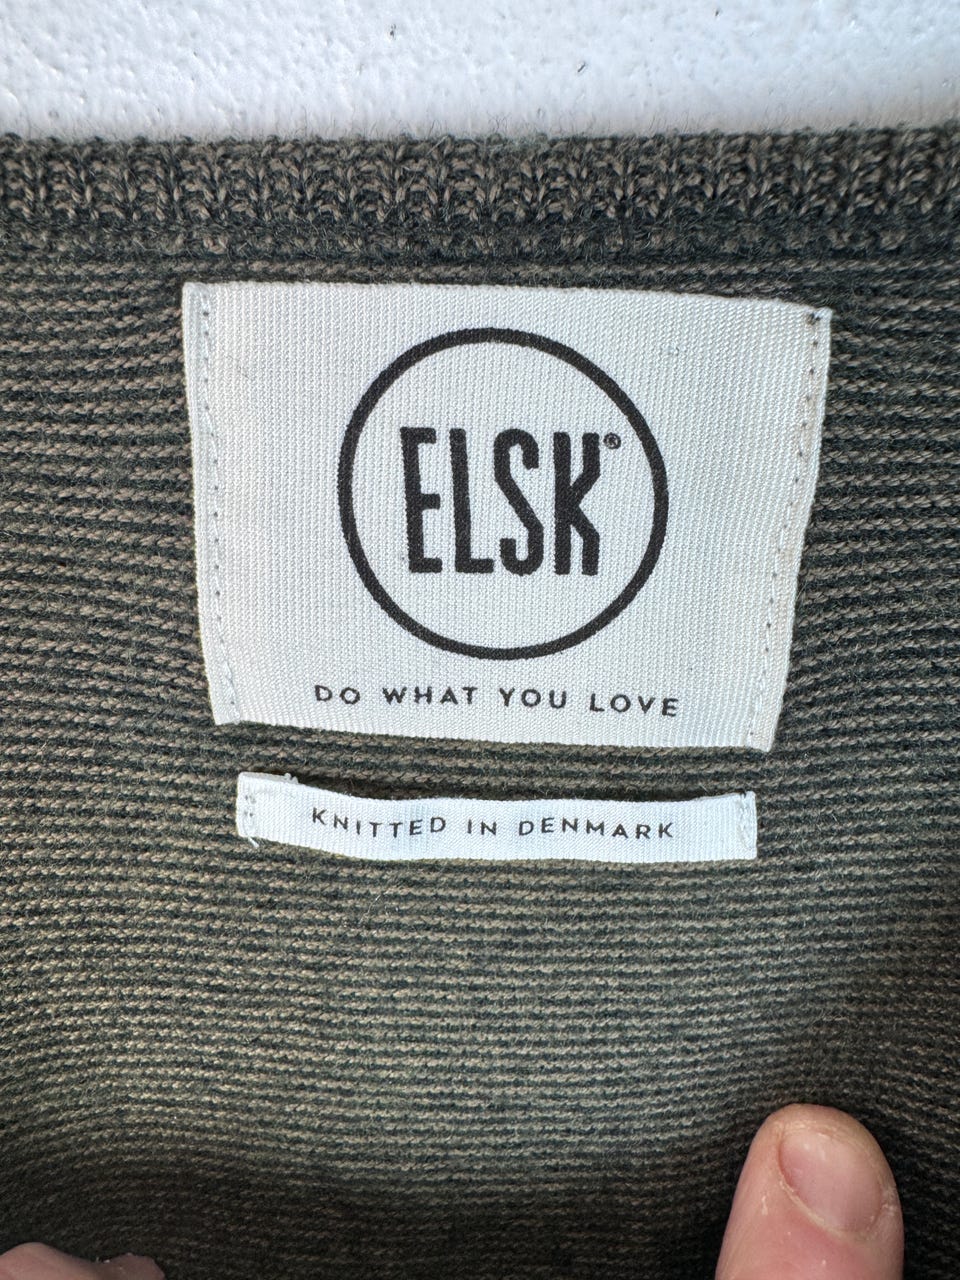 ELSK®
DO WHAT YOU LOVE
KNITTED IN DENMARK